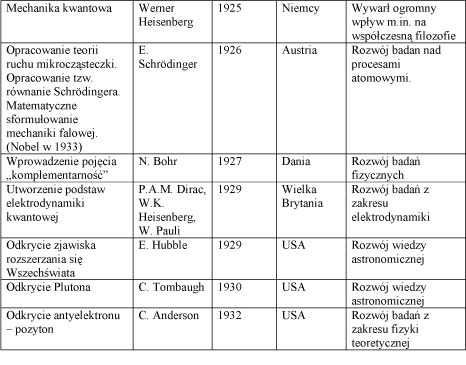 Mechanika kwantowa
Werner
Heisenberg
1925
Niemcy
Wywarł ogromny
wpływ m.in. na
współczesną filozofie
Opracowanie teorii
ruchu mikrocząsteczki.
Opracowanie tzw.
równanie Schrödingera.
Matematyczne
sformułowanie
mechaniki falowej.
(Nobel w 1933)
E.
Schrödinger
1926
Austria
Rozwój badan nad
procesami
atomowymi.
Wprowadzenie pojęcia
„komplementarność”
N. Bohr
1927
Dania
Rozwój badań
fizycznych
Utworzenie podstaw
elektrodynamiki
kwantowej
P.A.M. Dirac,
W.K.
Heisenberg,
W. Pauli
1929
Wielka
Brytania
Rozwój badań z
zakresu
elektrodynamiki
Odkrycie zjawiska
rozszerzania się
Wszechświata
E. Hubble
1929
USA
Rozwój wiedzy
astronomicznej
Odkrycie Plutona
C. Tombaugh
1930
USA
Rozwój wiedzy
astronomicznej
Odkrycie antyelektronu
– pozyton
C. Anderson
1932
USA
Rozwój badań z
zakresu fizyki
teoretycznej